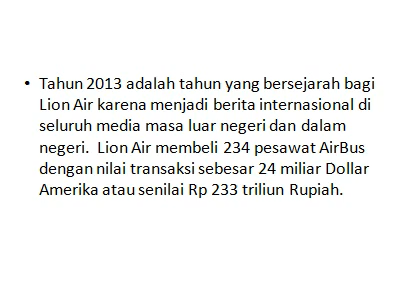 • Tahun 2013 adalah tahun yang bersejarah bagi
Lion Air karena menjadi berita internasional di
seluruh media masa luar negeri dan dalam
negeri.  Lion Air membeli 234 pesawat AirBus
dengan nilai transaksi sebesar 24 miliar Dollar
Amerika atau senilai Rp 233 triliun Rupiah.